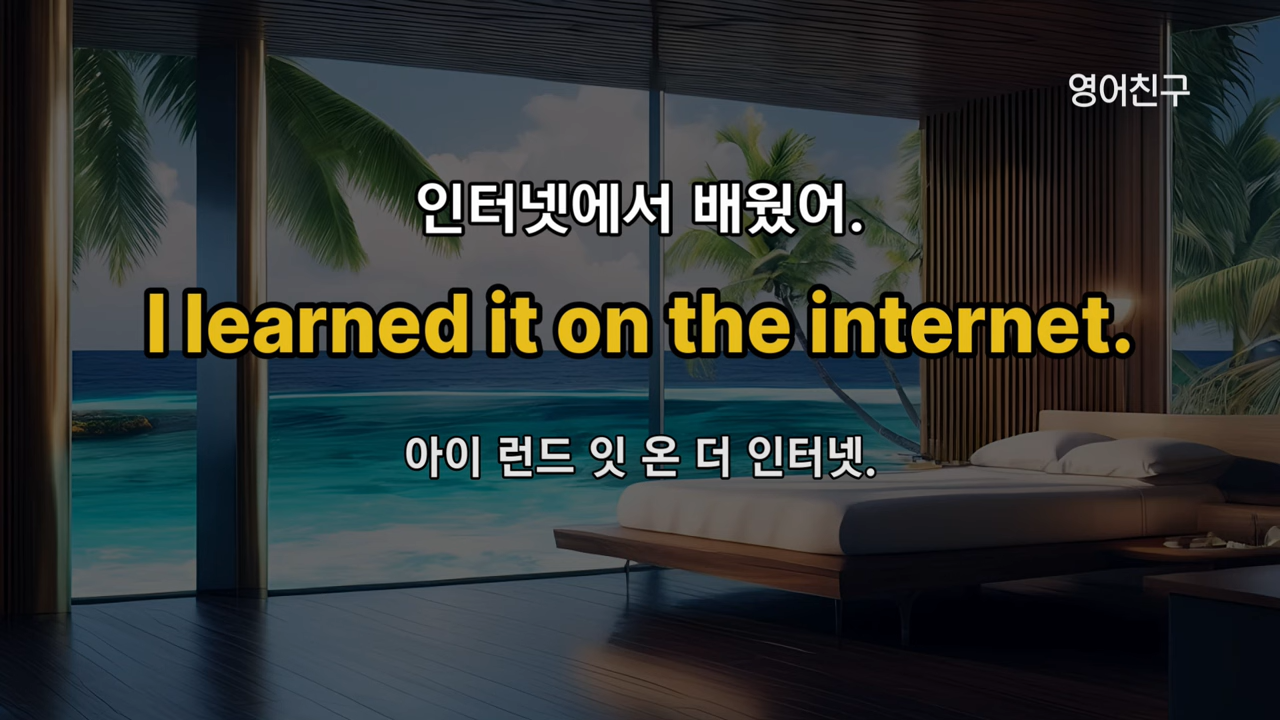 영어친구
인터넷에서 배웠어.
I learned it on the internet.
아이 런드 잇 온 더 인터넷.